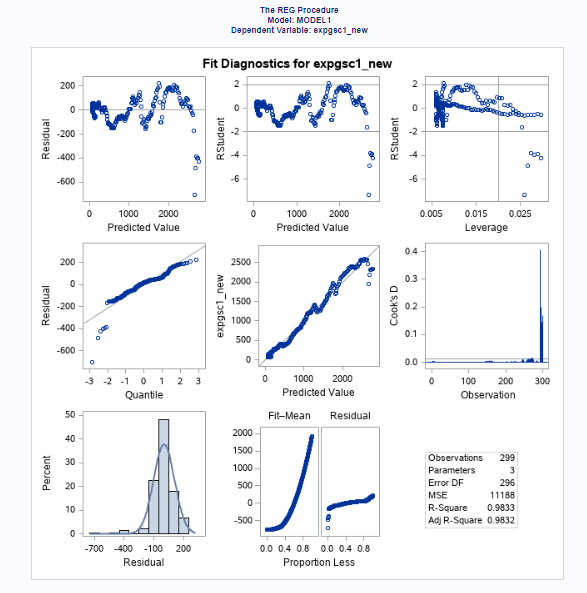 The REG Procedure
Model: MODEL1
Dependent Variable: expgsc1_new
Fit Diagnostics for expgsc1_new
200
0
-200
-400
-600
Residual
0 1000 2000
Predicted Value
2
0
-2
-4
-6
RStudent
0 1000 2000
Predicted Value
2
0
-2
-4
-6
RStudent
0.005 0.015 0.025
Leverage
200
0
-200
-400
-600
Residual
-3 -2 -1 0 1 2 3
Quantile
2500
2000
1500
1000
500
0
expgsc1_new
0 1000 2000
Predicted Value
0.4
0.3
0.2
0.1
0.0
Cook's D
0 100 200 300
Observation
50
40
30
20
10
0
Percent
-700 -400 -100 200
Residual
Fit–Mean Residual
2000
1500
1000
500
0
-500
0.0 0.4 0.8 0.0 0.4 0.8
Proportion Less
Observations 299
Parameters 3
Error DF 296
MSE 11188
R-Square 0.9833
Adj R-Square 0.9832